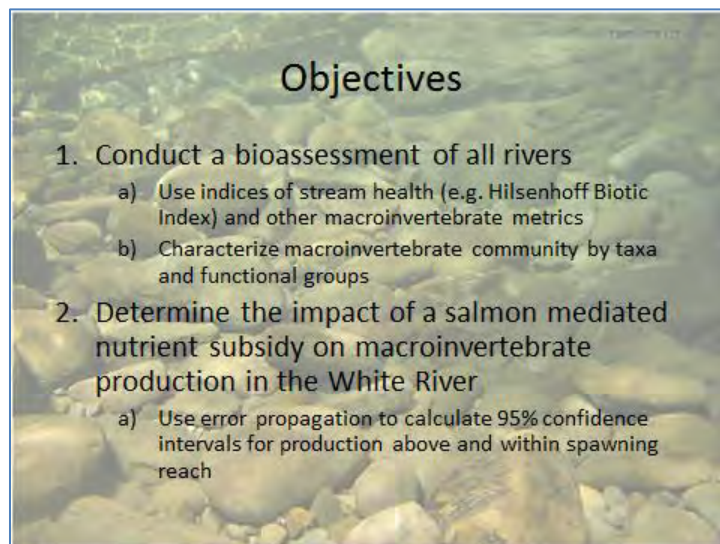 Objectives
1. Conduct a bioassessment of all rivers
a) Use indices of stream health (e.g. Hilsenhoff Biotic
Index) and other macroinvertebrate metrics
b) Characterize macroinvertebrate community by taxa
and functional groups
2. Determine the impact of a salmon mediated
nutrient subsidy on macroinvertebrate
production in the White River
a) Use error propagation to calculate 95% confidence
intervals for production above and within spawning
reach